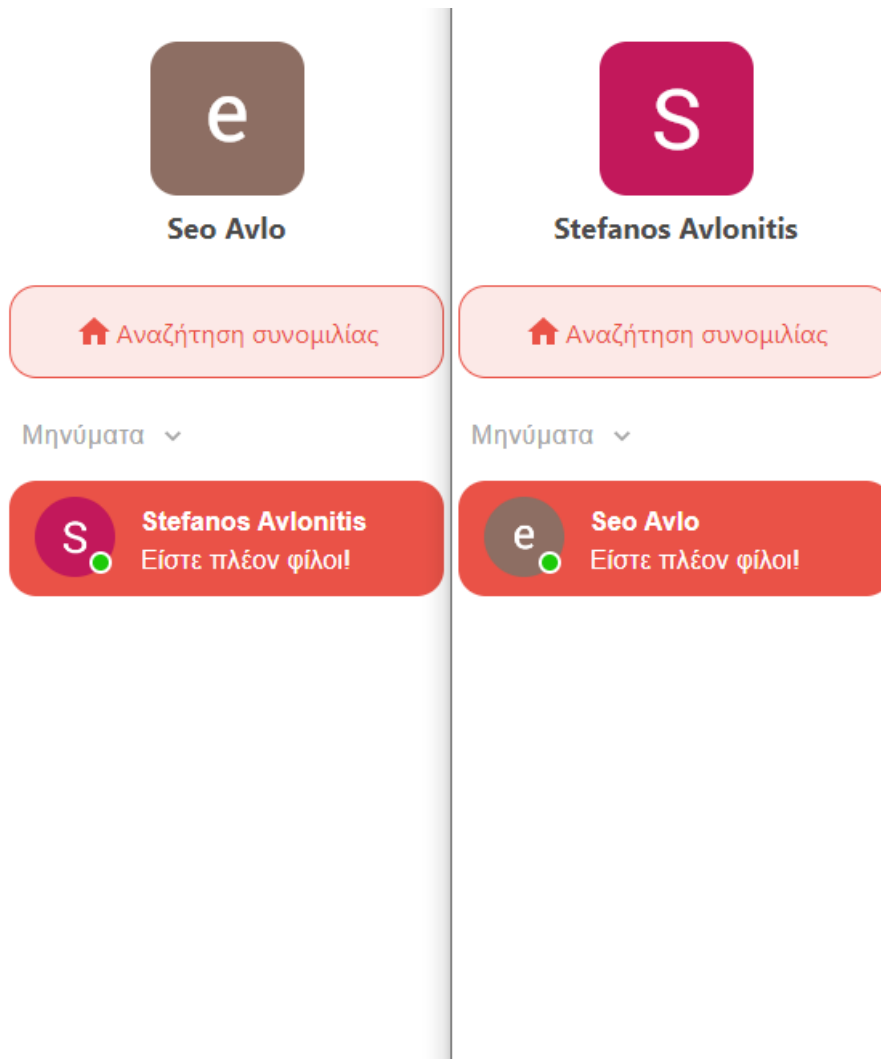 e
Seo Avlo
Αναζήτηση συνομιλίας
Μηνύματα
S
Stefanos Avlonitis
Είστε πλέον φίλοι!
S
Stefanos Avlonitis
Αναζήτηση συνομιλίας
Μηνύματα
e
Seo Avlo
Είστε πλέον φίλοι!